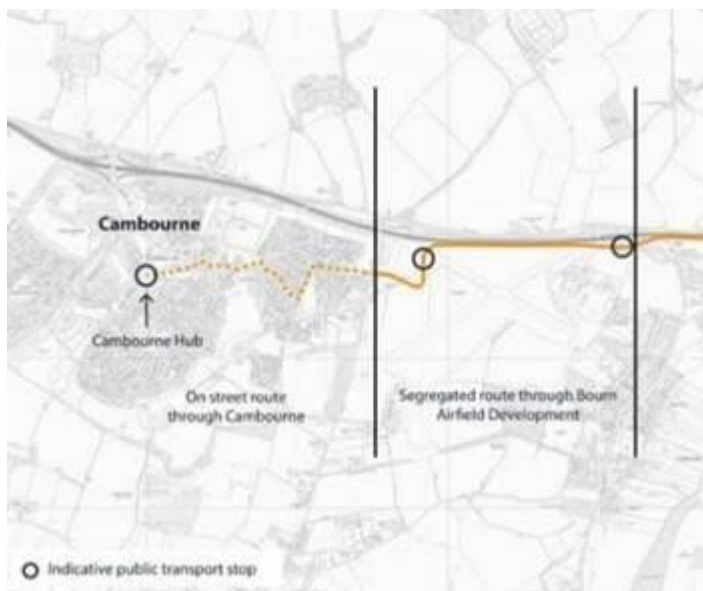 Cambourne
Cambourne Hub
On street route
through Cambourne
Segregated route through Bourn
Airfield Development
Indicative public transport stop